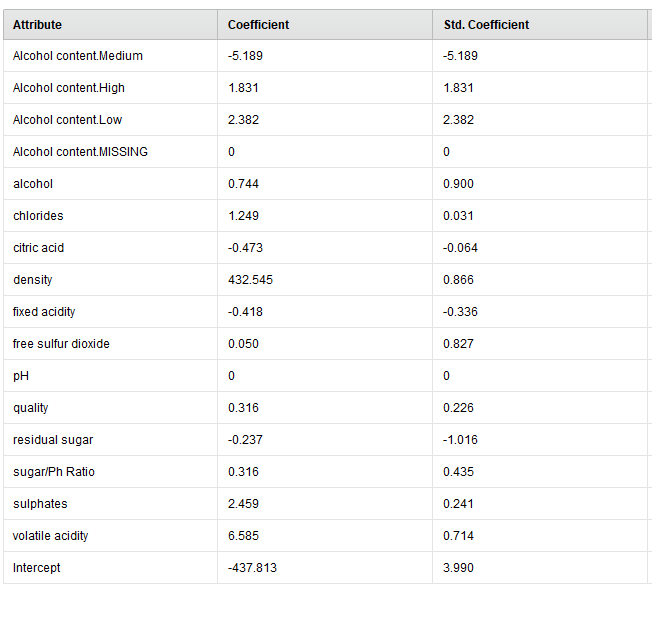 Attribute Coefficient Std. Coefficient
Alcohol content.Medium -5.189 -5.189
Alcohol content.High 1.831 1.831
Alcohol content.Low 2.382 2.382
Alcohol content.MISSING 0 0
alcohol 0.744 0.900
chlorides 1.249 0.031
citric acid -0.473 -0.064
density 432.545 0.866
fixed acidity -0.418 -0.336
free sulfur dioxide 0.050 0.827
pH 0 0
quality 0.316 0.226
residual sugar -0.237 -1.016
sugar/Ph Ratio 0.316 0.435
sulphates 2.459 0.241
volatile acidity 6.585 0.714
Intercept -437.813 3.990